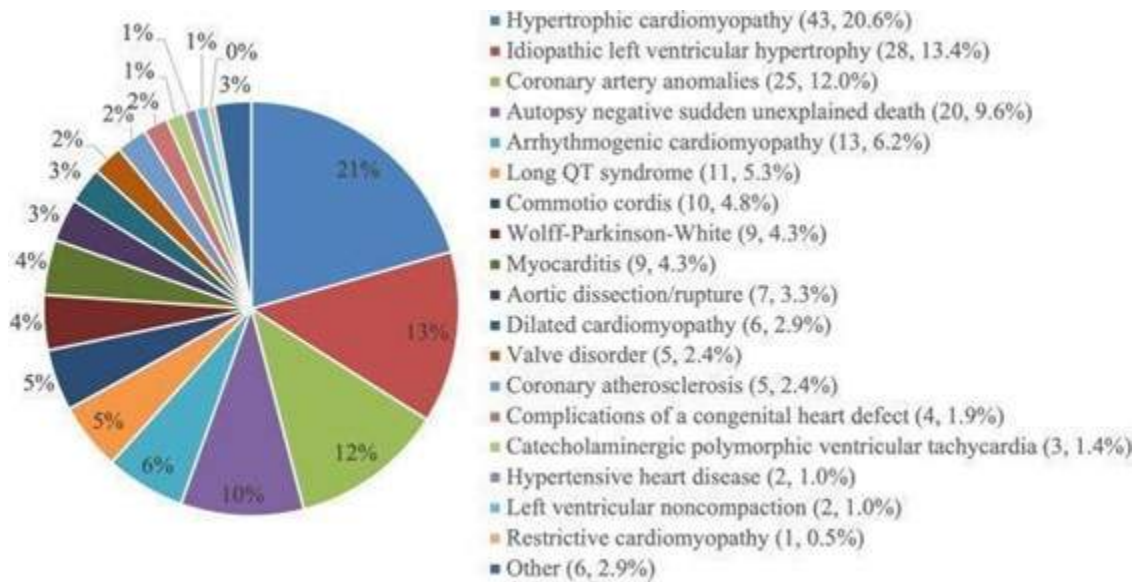 1%
1%
1%
0%
3%
1%
2%
2%
2%
3%
3%
4%
4%
5%
5%
6%
10%
12%
13%
21%
Hypertrophic cardiomyopathy (43, 20.6%)
Idiopathic left ventricular hypertrophy (28, 13.4%)
Coronary artery anomalies (25, 12.0%)
Autopsy negative sudden unexplained death (20, 9.6%)
Arrhythmogenic cardiomyopathy (13, 6.2%)
Long QT syndrome (11, 5.3%)
Commotio cordis (10, 4.8%)
Wolff-Parkinson-White (9, 4.3%)
Myocarditis (9, 4.3%)
Aortic dissection/rupture (7, 3.3%)
Dilated cardiomyopathy (6, 2.9%)
Valve disorder (5, 2.4%)
Coronary atherosclerosis (5, 2.4%)
Complications of a congenital heart defect (4, 1.9%)
Catecholaminergic polymorphic ventricular tachycardia (3, 1.4%)
Hypertensive heart disease (2, 1.0%)
Left ventricular noncompaction (2, 1.0%)
Restrictive cardiomyopathy (1, 0.5%)
Other (6, 2.9%)